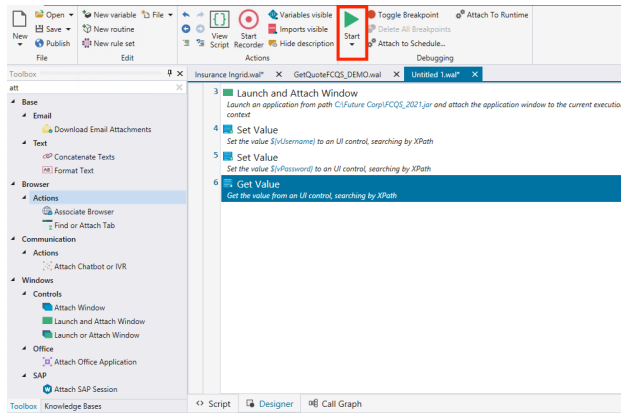 New
Open
Save
Publish
File
New variable
File
New routine
New rule set
Edit
View Script
Start Recorder
Variables visible
Imports visible
Hide description
Actions
Start
Toggle Breakpoint
Attach To Runtime
Delete All Breakpoints
Attach to Schedule...
Debugging
Toolbox
Insurance Ingrid.wal* GetQuoteFCQS_DEMO.wal Untitled 1.wal*
att
Base
Email
Download Email Attachments
Text
Concatenate Texts
Format Text
Browser
Actions
Associate Browser
Find or Attach Tab
Communication
Actions
Attach Chatbot or IVR
Windows
Controls
Attach Window
Launch and Attach Window
Launch or Attach Window
Office
Attach Office Application
SAP
Attach SAP Session
Toolbox Knowledge Bases
3 Launch and Attach Window
Launch an application from path C:\Future Corp\FCQS_2021.jar and attach the application window to the current execution
context
4 Set Value
Set the value ${vUsername} to an UI control, searching by XPath
5 Set Value
Set the value ${vPassword} to an UI control, searching by XPath
6 Get Value
Get the value from an UI control, searching by XPath
Script Designer Call Graph